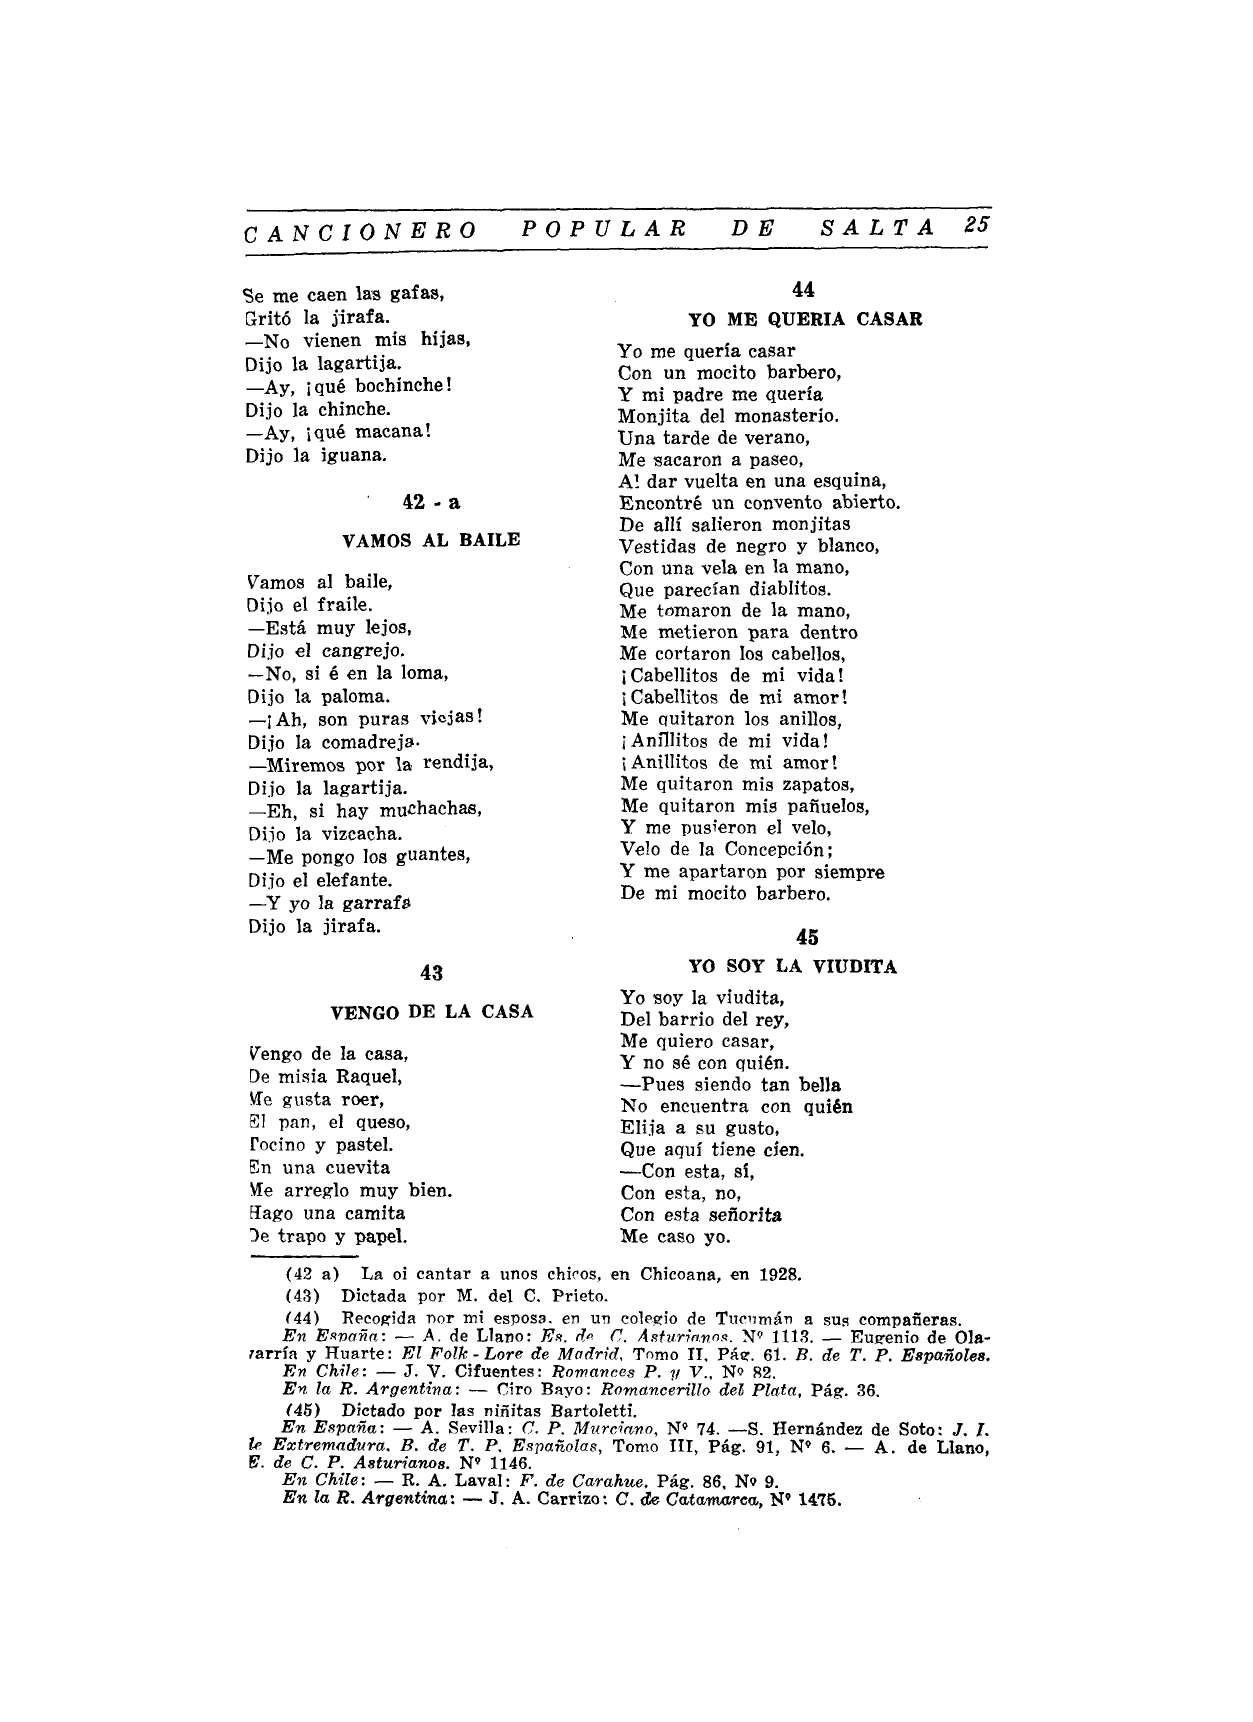 CANCIONERO POPULAR DE SALTA 25
Se me caen las gafas,
Gritó la jirafa.
—No vienen mis hijas,
Dijo la lagartija.
—Ay, ¡qué bochinche!
Dijo la chinche.
—Ay, ¡qué macana!
Dijo la iguana.
42 - a
VAMOS AL BAILE
Vamos al baile,
Dijo el fraile.
—Está muy lejos,
Dijo el cangrejo.
—No, si é en la loma,
Dijo la paloma.
—¡Ah, son puras viejas!
Dijo la comadreja.
—Miremos por la rendija,
Dijo la lagartija.
—Eh, si hay muchachas,
Dijo la vizcacha.
—Me pongo los guantes,
Dijo el elefante.
—Y yo la garrafa
Dijo la jirafa.
43
VENGO DE LA CASA
Vengo de la casa,
De misia Raquel,
Me gusta roer,
El pan, el queso,
Tocino y pastel.
En una cuevita
Me arreglo muy bien.
Hago una camita
De trapo y papel.
44
YO ME QUERIA CASAR
Yo me quería casar
Con un mocito barbero,
Y mi padre me quería
Monjita del monasterio.
Una tarde de verano,
Me sacaron a paseo,
Al dar vuelta en una esquina,
Encontré un convento abierto.
De allí salieron monjitas
Vestidas de negro y blanco,
Con una vela en la mano,
Que parecían diablitos.
Me tomaron de la mano,
Me metieron para dentro
Me cortaron los cabellos,
¡Cabellitos de mi vida!
¡Cabellitos de mi amor!
Me quitaron los anillos,
¡Anillitos de mi vida!
¡Anillitos de mi amor!
Me quitaron mis zapatos,
Me quitaron mis pañuelos,
Y me pusieron el velo,
Velo de la Concepción;
Y me apartaron por siempre
De mi mocito barbero.
45
YO SOY LA VIUDITA
Yo soy la viudita,
Del barrio del rey,
Me quiero casar,
Y no sé con quién.
—Pues siendo tan bella
No encuentra con quién
Elija a su gusto,
Que aquí tiene cien.
—Con esta, sí,
Con esta, no,
Con esta señorita
Me caso yo.
(42 a) La oi cantar a unos chicos, en Chicoana, en 1928.
(43) Dictada por M. del C. Prieto.
(44) Recogida por mi esposa, en un colegio de Tucumán a sus compañeras.
En España: — A. de Llano: Es. de C. Asturianos. Nº 1113. — Eugenio de Ola-
varría y Huarte: El Folk - Lore de Madrid, Tomo II, Pág. 61. B. de T. P. Españoles.
En Chile: — J. V. Cifuentes: Romances P. y V., Nº 82.
En la R. Argentina: — Ciro Bayo: Romancerillo del Plata, Pág. 36.
(45) Dictado por las niñitas Bartoletti.
En España: — A. Sevilla: C. P. Murciano, Nº 74. —S. Hernández de Soto: J. I.
de Extremadura. B. de T. P. Españolas, Tomo III, Pág. 91, Nº 6. — A. de Llano,
E. de C. P. Asturianos. Nº 1146.
En Chile: — R. A. Laval: F. de Carahue. Pág. 86, Nº 9.
En la R. Argentina: — J. A. Carrizo: C. de Catamarca, Nº 1475.